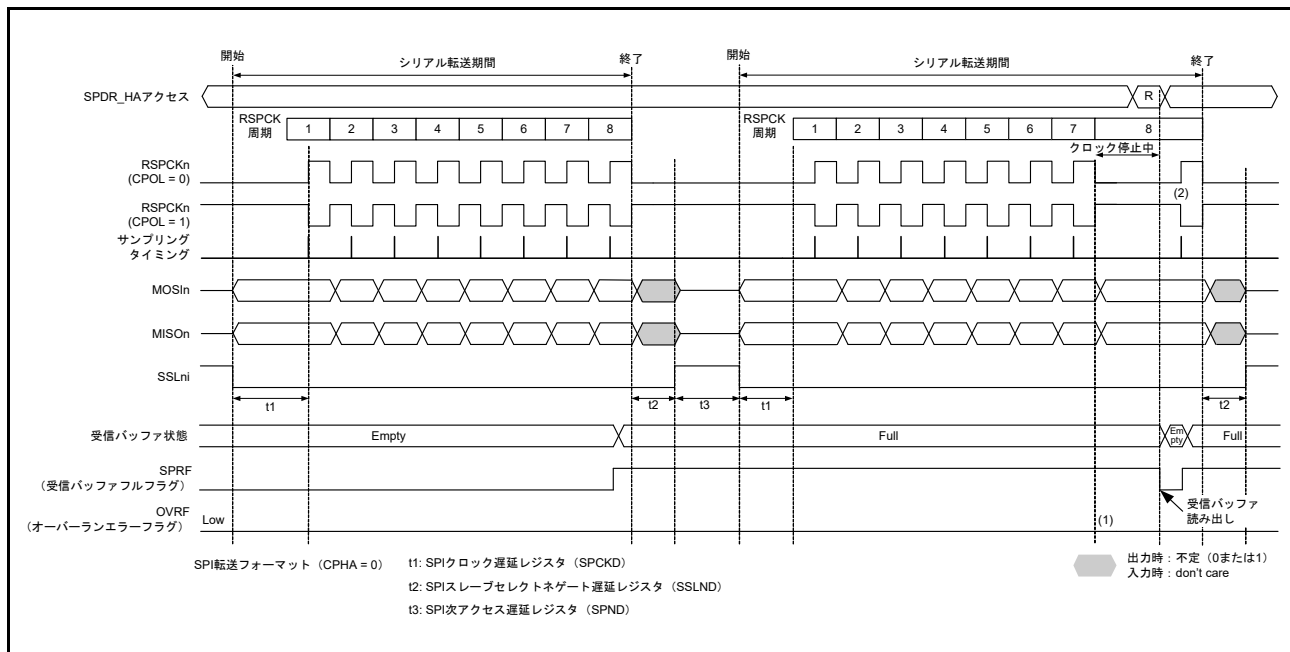 開始
シリアル転送期間
終了
開始
シリアル転送期間
終了
SPDR_HAアクセス
R
RSPCK
周期
1 2 3 4 5 6 7 8
RSPCK
周期
1 2 3 4 5 6 7 8
クロック停止中
RSPCKn
(CPOL = 0)
(2)
RSPCKn
(CPOL = 1)
サンプリング
タイミング
MOSIn
MISOn
SSLni
t1
t2
t3
t1
t2
受信バッファ状態
Empty
Full
Em
pty
Full
SPRF
(受信バッファフルフラグ)
受信バッファ
読み出し
OVRF
(オーバーランエラーフラグ)
Low
(1)
SPI転送フォーマット (CPHA = 0)
t1: SPIクロック遅延レジスタ (SPCKD)
t2: SPIスレーブセレクトネゲート遅延レジスタ (SSLND)
t3: SPI次アクセス遅延レジスタ (SPND)
出力時:不定 (0または1)
入力時:don't care